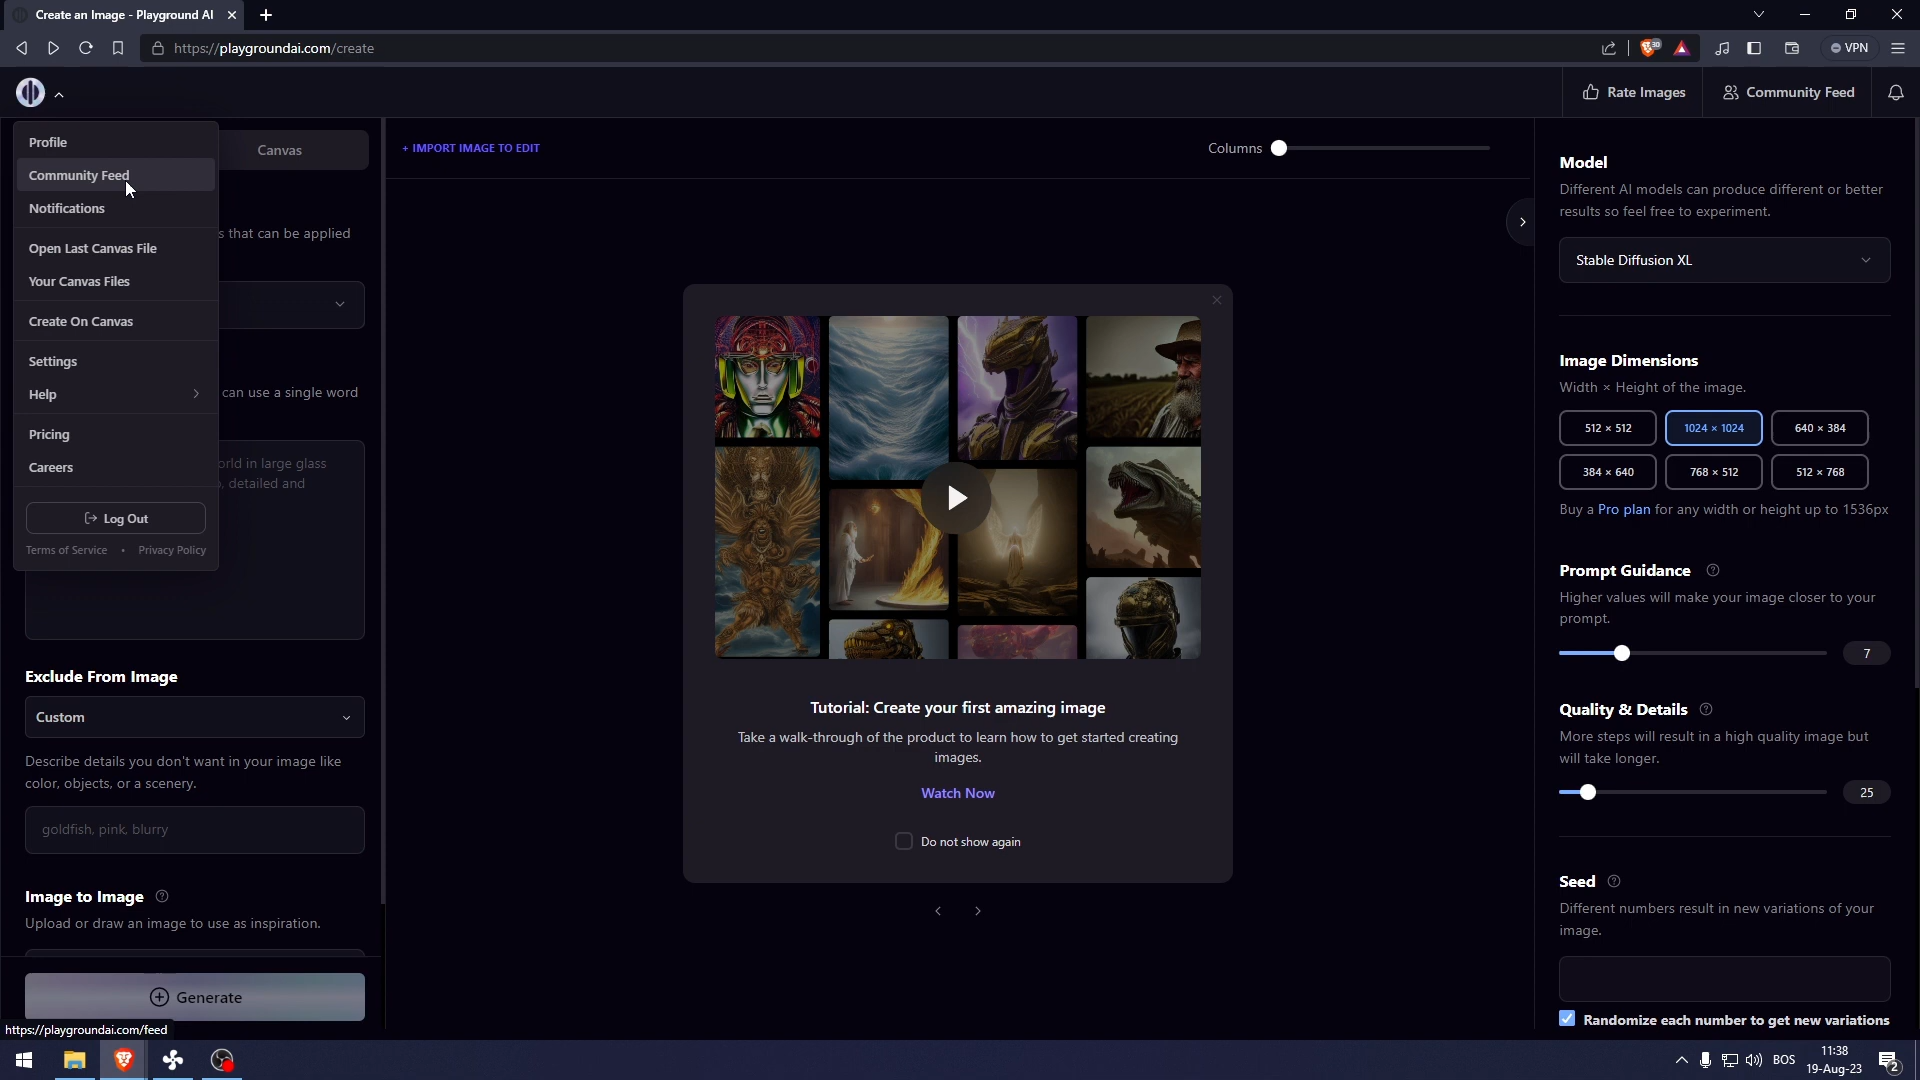 Create an Image - Playground AI
https://playgroundai.com/create
30
VPN
Rate Images
Community Feed
Profile
Community Feed
Notifications
Open Last Canvas File
Your Canvas Files
Create On Canvas
Settings
Help
Pricing
Careers
Log Out
Terms of Service • Privacy Policy
Canvas
s that can be applied
can use a single word
orld in large glass
, detailed and
Exclude From Image
Custom
Describe details you don't want in your image like
color, objects, or a scenery.
goldfish, pink, blurry
Image to Image
Upload or draw an image to use as inspiration.
Generate
https://playgroundai.com/feed
+ IMPORT IMAGE TO EDIT
Columns
Tutorial: Create your first amazing image
Take a walk-through of the product to learn how to get started creating
images.
Watch Now
Do not show again
Model
Different AI models can produce different or better
results so feel free to experiment.
Stable Diffusion XL
Image Dimensions
Width × Height of the image.
512 × 512
1024 × 1024
640 × 384
384 × 640
768 × 512
512 × 768
Buy a Pro plan for any width or height up to 1536px
Prompt Guidance
Higher values will make your image closer to your
prompt.
7
Quality & Details
More steps will result in a high quality image but
will take longer.
25
Seed
Different numbers result in new variations of your
image.
Randomize each number to get new variations
BOS
11:38
19-Aug-23
2